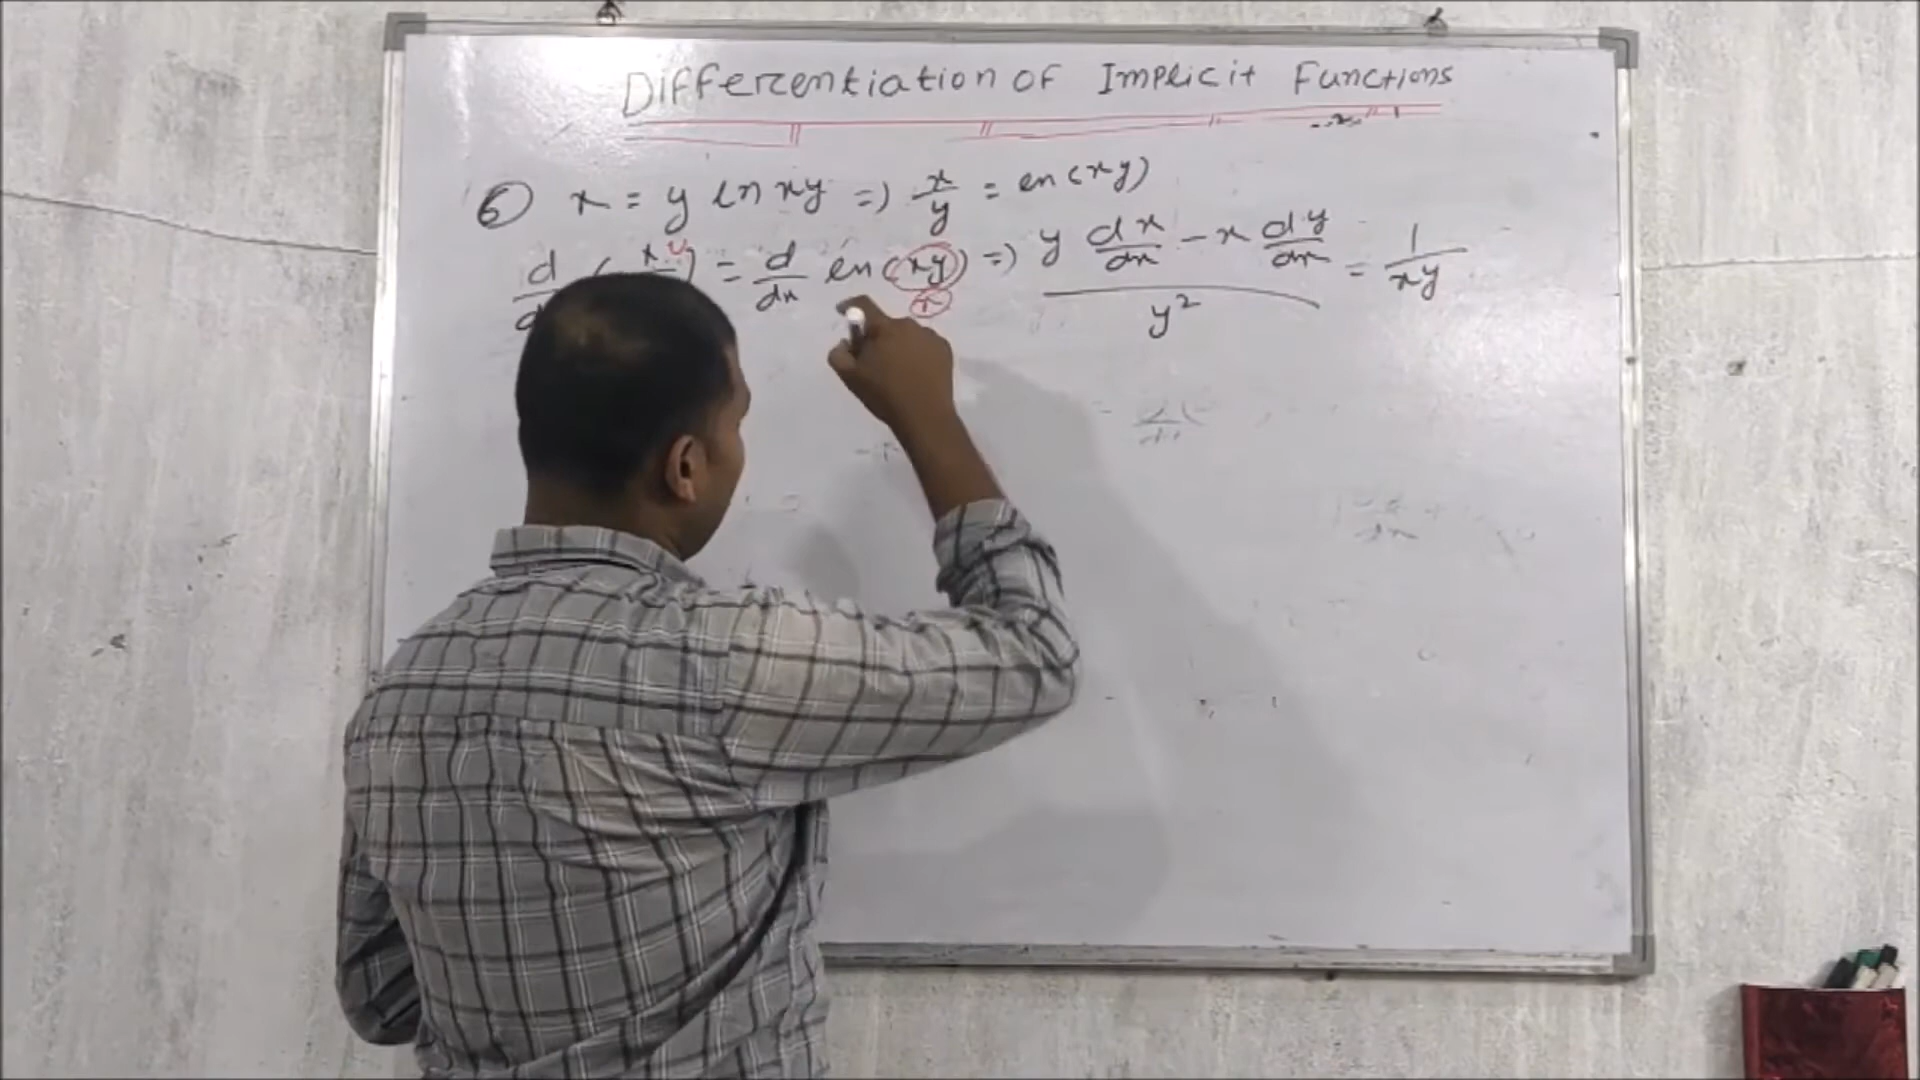 Differentiation of Implicit Functions
6 x = y ln xy => x/y = ln(xy)
d/d (x = d/dx ln(xy) => (y dx/dx - x dy/dx)/y² = 1/xy
x